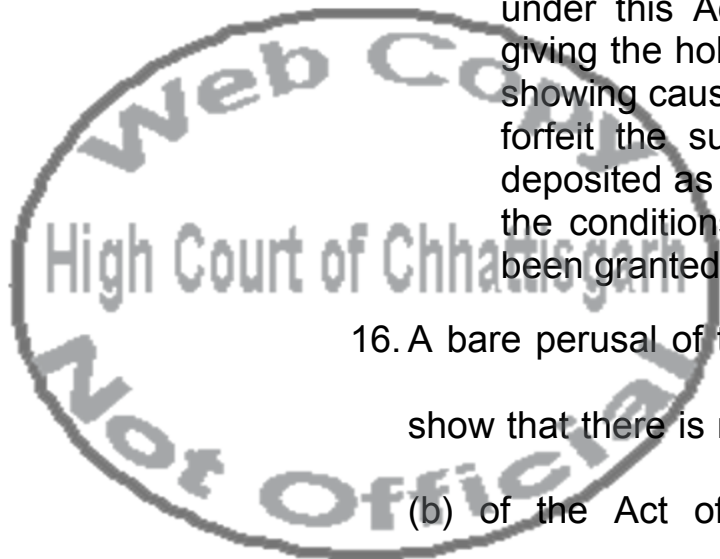 under this Ac
giving the hol
showing caus
forfeit the su
deposited as
the condition
been granted
16. A bare perusal of t
show that there is
(b) of the Act of
Web Copy
High Court of Chhattisgarh
Not Official